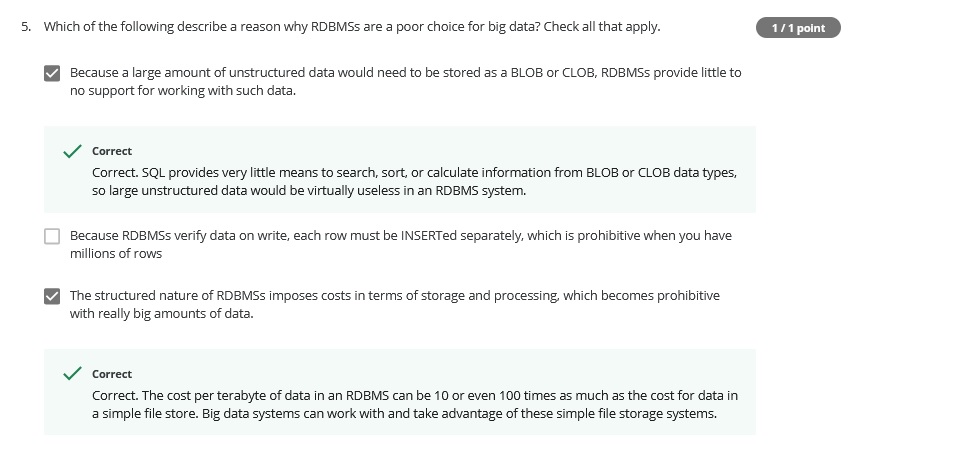 5. Which of the following describe a reason why RDBMSs are a poor choice for big data? Check all that apply.
1 / 1 point
Because a large amount of unstructured data would need to be stored as a BLOB or CLOB, RDBMSs provide little to
no support for working with such data.
Correct
Correct. SQL provides very little means to search, sort, or calculate information from BLOB or CLOB data types,
so large unstructured data would be virtually useless in an RDBMS system.
Because RDBMSs verify data on write, each row must be INSERTed separately, which is prohibitive when you have
millions of rows
The structured nature of RDBMSs imposes costs in terms of storage and processing, which becomes prohibitive
with really big amounts of data.
Correct
Correct. The cost per terabyte of data in an RDBMS can be 10 or even 100 times as much as the cost for data in
a simple file store. Big data systems can work with and take advantage of these simple file storage systems.